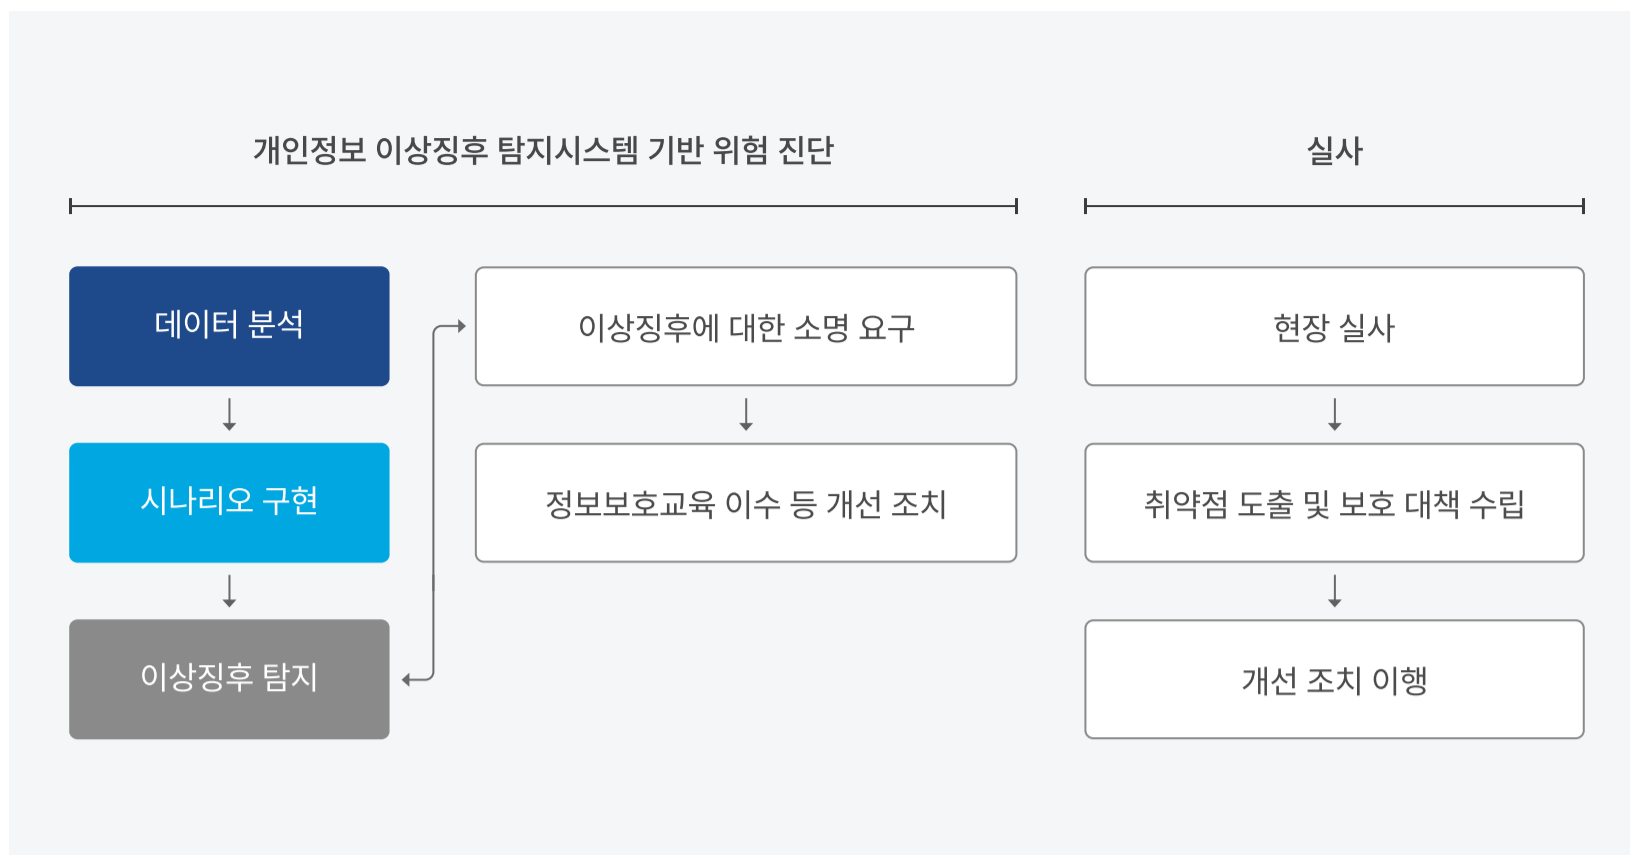 개인정보 이상징후 탐지시스템 기반 위험 진단
데이터 분석
시나리오 구현
이상징후 탐지
이상징후에 대한 소명 요구
정보보호교육 이수 등 개선 조치
실사
현장 실사
취약점 도출 및 보호 대책 수립
개선 조치 이행